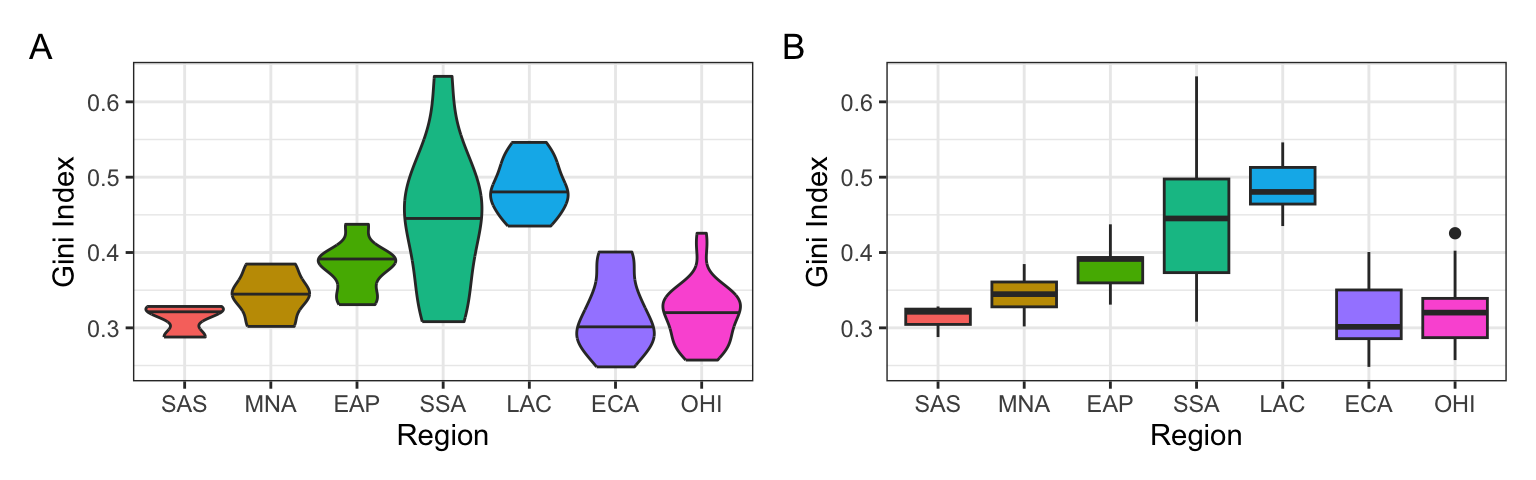 A
Gini Index
0.6
0.5
0.4
0.3
SAS MNA EAP SSA LAC ECA OHI
Region
B
Gini Index
0.6
0.5
0.4
0.3
SAS MNA EAP SSA LAC ECA OHI
Region